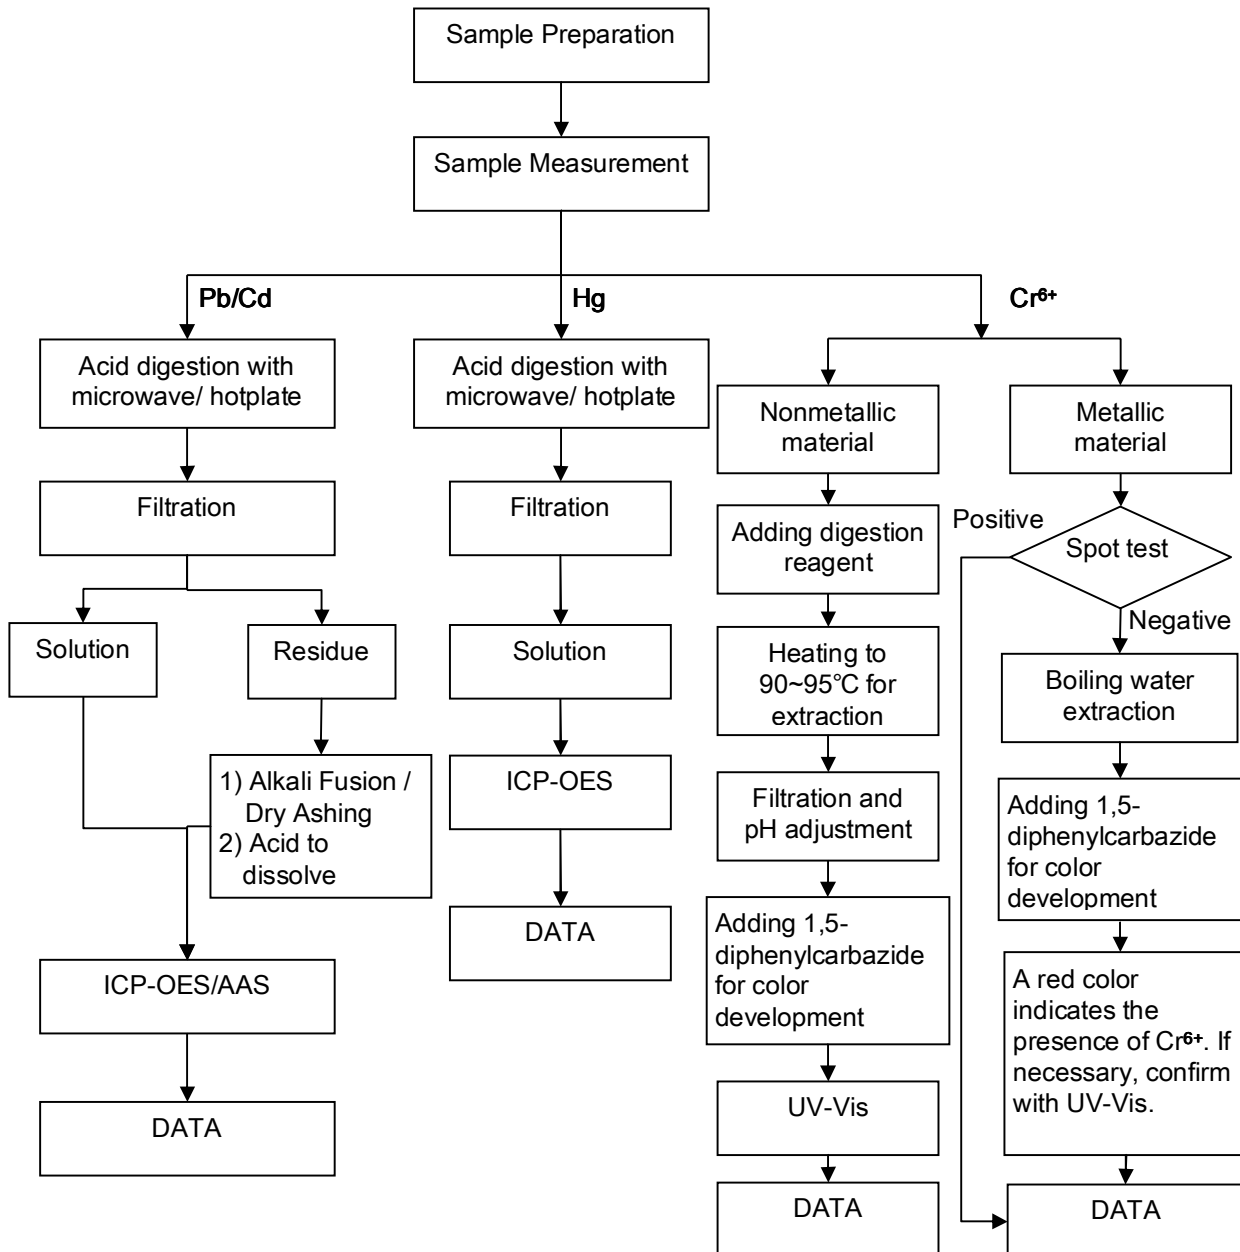 Sample Preparation
Sample Measurement
Pb/Cd
Hg
Cr⁶⁺
Acid digestion with
microwave/ hotplate
Filtration
Solution
Residue
1) Alkali Fusion /
Dry Ashing
2) Acid to
dissolve
ICP-OES/AAS
DATA
Acid digestion with
microwave/ hotplate
Filtration
Solution
ICP-OES
DATA
Nonmetallic
material
Adding digestion
reagent
Heating to
90~95℃ for
extraction
Filtration and
pH adjustment
Adding 1,5-
diphenylcarbazide
for color
development
UV-Vis
DATA
Metallic
material
Spot test
Positive
Negative
Boiling water
extraction
Adding 1,5-
diphenylcarbazide
for color
development
A red color
indicates the
presence of Cr⁶⁺. If
necessary, confirm
with UV-Vis.
DATA